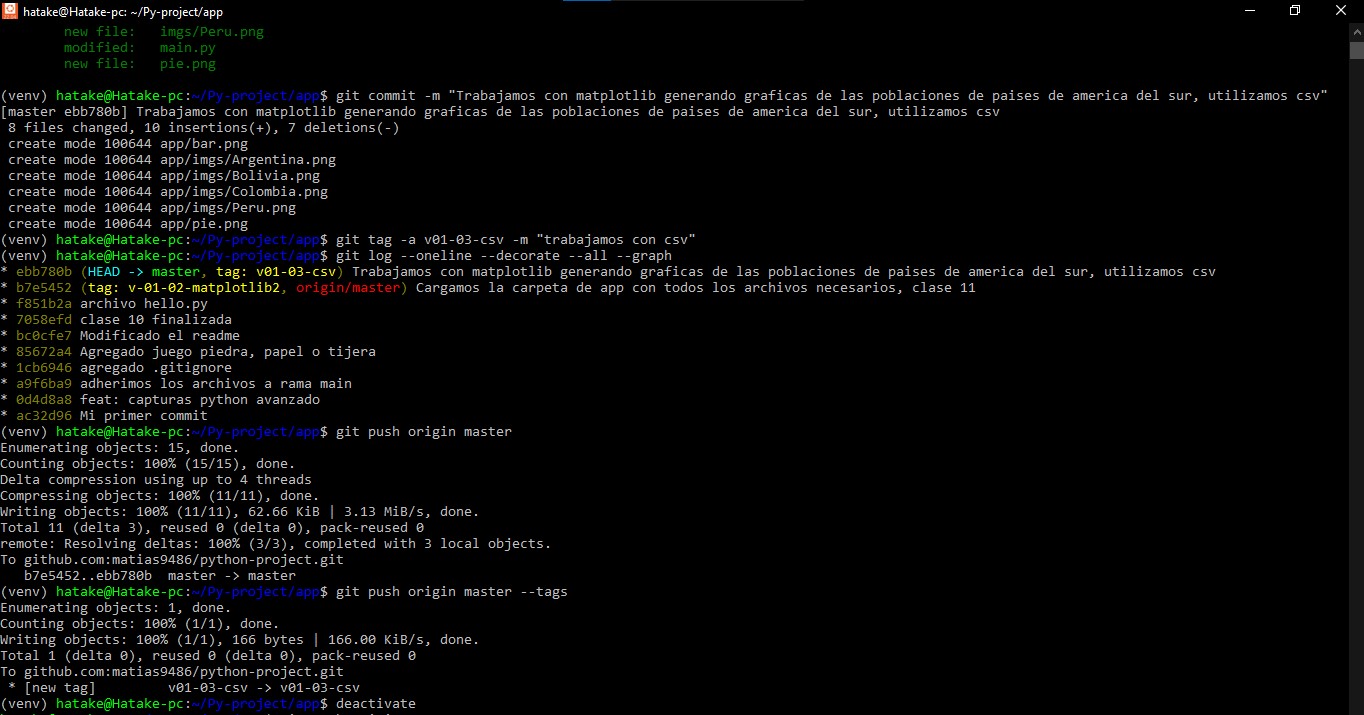 hatake@Hatake-pc: ~/Py-project/app
new file:   imgs/Peru.png
modified:   main.py
new file:   pie.png
(venv) hatake@Hatake-pc:~/Py-project/app$ git commit -m "Trabajamos con matplotlib generando graficas de las poblaciones de paises de america del sur, utilizamos csv"
[master ebb780b] Trabajamos con matplotlib generando graficas de las poblaciones de paises de america del sur, utilizamos csv
8 files changed, 10 insertions(+), 7 deletions(-)
create mode 100644 app/bar.png
create mode 100644 app/imgs/Argentina.png
create mode 100644 app/imgs/Bolivia.png
create mode 100644 app/imgs/Colombia.png
create mode 100644 app/imgs/Peru.png
create mode 100644 app/pie.png
(venv) hatake@Hatake-pc:~/Py-project/app$ git tag -a v01-03-csv -m "trabajamos con csv"
(venv) hatake@Hatake-pc:~/Py-project/app$ git log --oneline --decorate --all --graph
* ebb780b (HEAD -> master, tag: v01-03-csv) Trabajamos con matplotlib generando graficas de las poblaciones de paises de america del sur, utilizamos csv
* b7e5452 (tag: v-01-02-matplotlib2, origin/master) Cargamos la carpeta de app con todos los archivos necesarios, clase 11
* f851b2a archivo hello.py
* 7058efd clase 10 finalizada
* bc0cfe7 Modificado el readme
* 85672a4 Agregado juego piedra, papel o tijera
* 1cb6946 agregado .gitignore
* a9f6ba9 adherimos los archivos a rama main
* 0d4d8a8 feat: capturas python avanzado
* ac32d96 Mi primer commit
(venv) hatake@Hatake-pc:~/Py-project/app$ git push origin master
Enumerating objects: 15, done.
Counting objects: 100% (15/15), done.
Delta compression using up to 4 threads
Compressing objects: 100% (11/11), done.
Writing objects: 100% (11/11), 62.66 KiB | 3.13 MiB/s, done.
Total 11 (delta 3), reused 0 (delta 0), pack-reused 0
remote: Resolving deltas: 100% (3/3), completed with 3 local objects.
To github.com:matias9486/python-project.git
b7e5452..ebb780b  master -> master
(venv) hatake@Hatake-pc:~/Py-project/app$ git push origin master --tags
Enumerating objects: 1, done.
Counting objects: 100% (1/1), done.
Writing objects: 100% (1/1), 166 bytes | 166.00 KiB/s, done.
Total 1 (delta 0), reused 0 (delta 0), pack-reused 0
To github.com:matias9486/python-project.git
* [new tag]         v01-03-csv -> v01-03-csv
(venv) hatake@Hatake-pc:~/Py-project/app$ deactivate